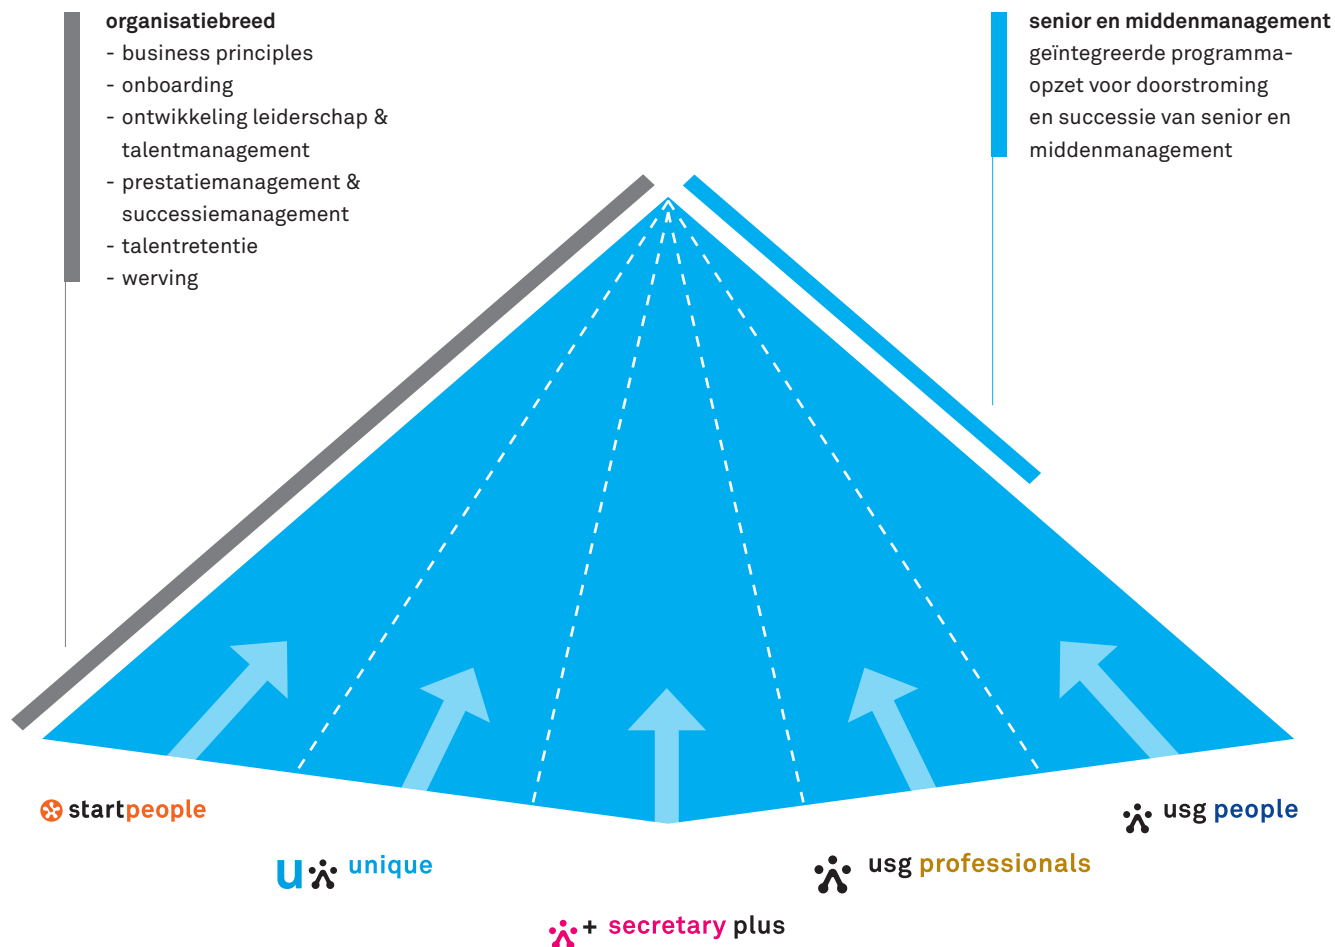 organisatiebreed
- business principles
- onboarding
- ontwikkeling leiderschap &
talentmanagement
- prestatiemanagement &
successiemanagement
- talentretentie
- werving
senior en middenmanagement
geïntegreerde programma-
opzet voor doorstroming
en successie van senior en
middenmanagement
startpeople
u unique
+ secretary plus
usg professionals
usg people